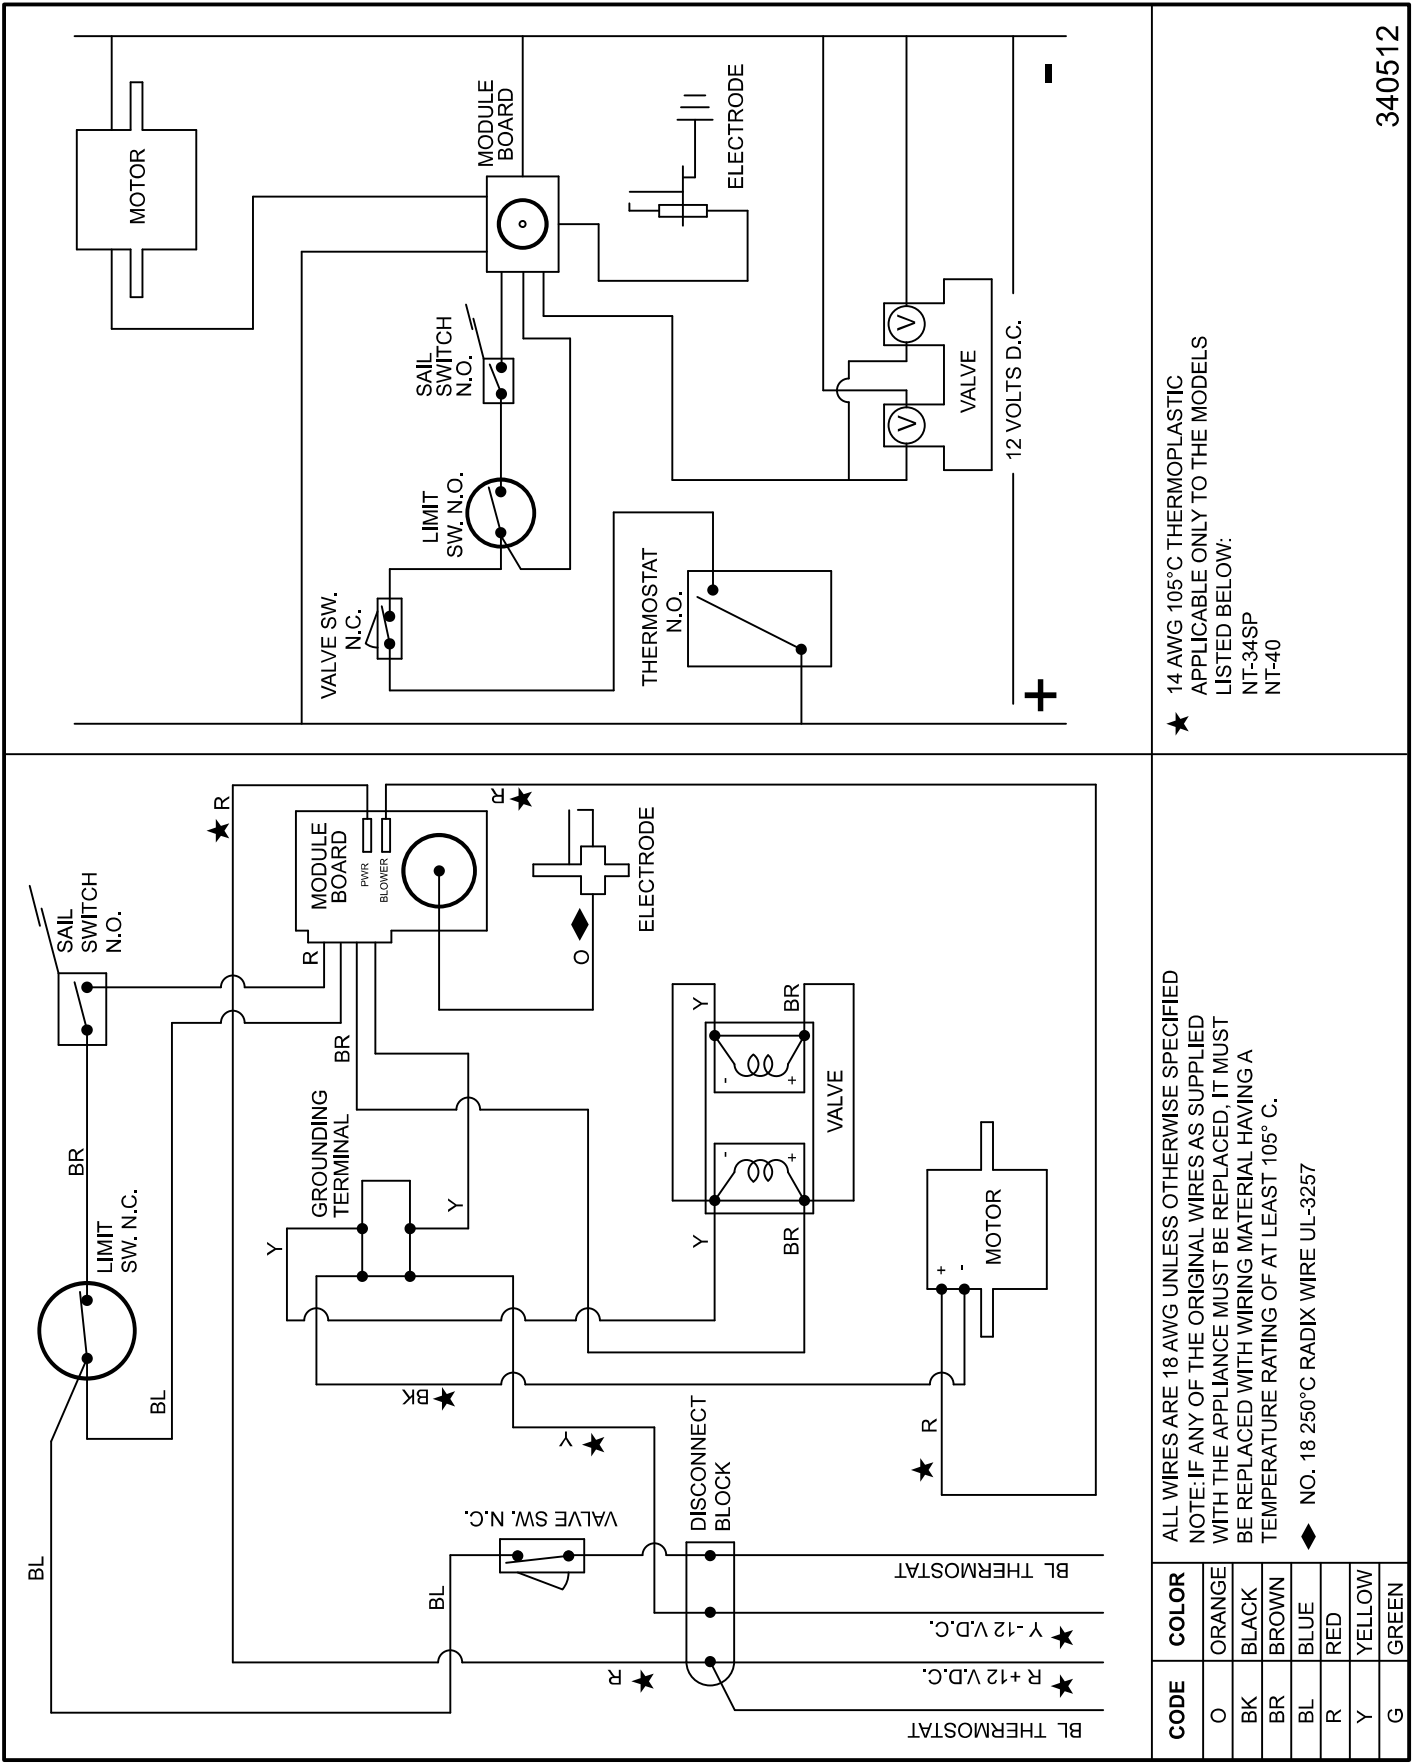 SAIL
SWITCH
N.O.
LIMIT
SW. N.C.
BR
BL
BL
BL
R
MODULE
BOARD
PWR
BLOWER
R
R
BR
GROUNDING
TERMINAL
Y
Y
O
ELECTRODE
Y
BR
-
+
-
+
Y
BR
VALVE
MOTOR
+
-
BK
Y
R
VALVE SW. N.C.
DISCONNECT
BLOCK
R
BL THERMOSTAT
Y -12 V.D.C.
R +12 V.D.C.
BL THERMOSTAT
MOTOR
MODULE
BOARD
ELECTRODE
SAIL
SWITCH
N.O.
LIMIT
SW. N.O.
VALVE SW.
N.C.
THERMOSTAT
N.O.
V
V
VALVE
12 VOLTS D.C.
+
-
CODE COLOR
O ORANGE
BK BLACK
BR BROWN
BL BLUE
R RED
Y YELLOW
G GREEN
ALL WIRES ARE 18 AWG UNLESS OTHERWISE SPECIFIED
NOTE: IF ANY OF THE ORIGINAL WIRES AS SUPPLIED
WITH THE APPLIANCE MUST BE REPLACED, IT MUST
BE REPLACED WITH WIRING MATERIAL HAVING A
TEMPERATURE RATING OF AT LEAST 105° C.
◆ NO. 18 250°C RADIX WIRE UL-3257
★ 14 AWG 105°C THERMOPLASTIC
APPLICABLE ONLY TO THE MODELS
LISTED BELOW:
NT-34SP
NT-40
340512